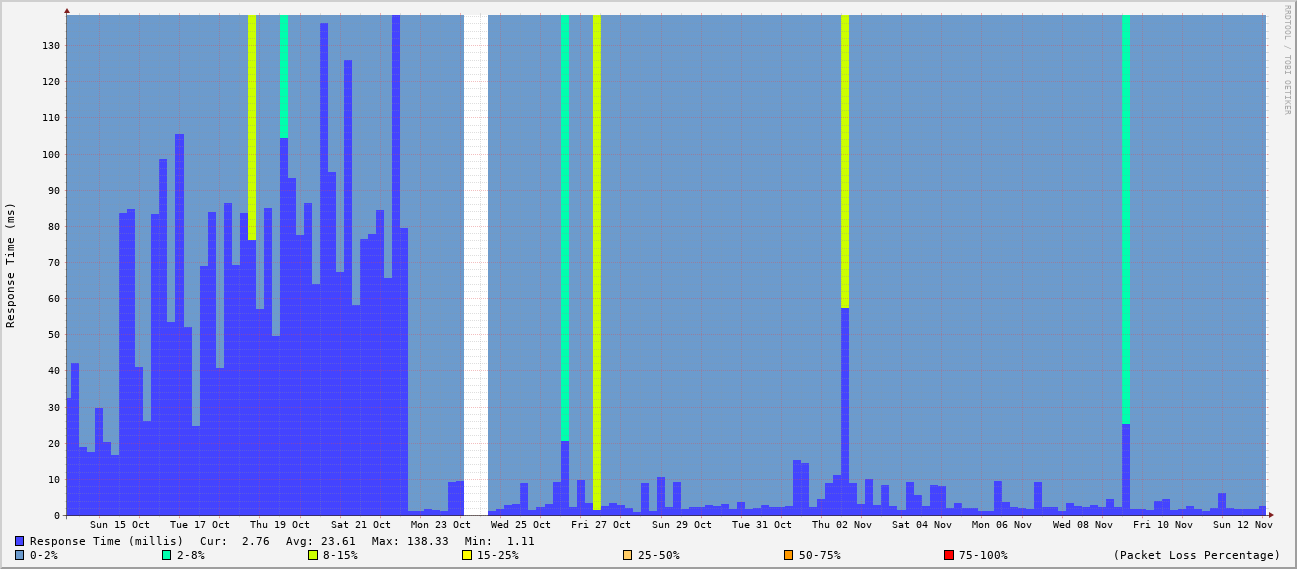 RRDTOOL / TOBI OETIKER
Response Time (ms)
130
120
110
100
90
80
70
60
50
40
30
20
10
0
Sun 15 Oct Tue 17 Oct Thu 19 Oct Sat 21 Oct Mon 23 Oct Wed 25 Oct Fri 27 Oct Sun 29 Oct Tue 31 Oct Thu 02 Nov Sat 04 Nov Mon 06 Nov Wed 08 Nov Fri 10 Nov Sun 12 Nov
Response Time (millis) Cur: 2.76 Avg: 23.61 Max: 138.33 Min: 1.11
0-2% 2-8% 8-15% 15-25% 25-50% 50-75% 75-100% (Packet Loss Percentage)